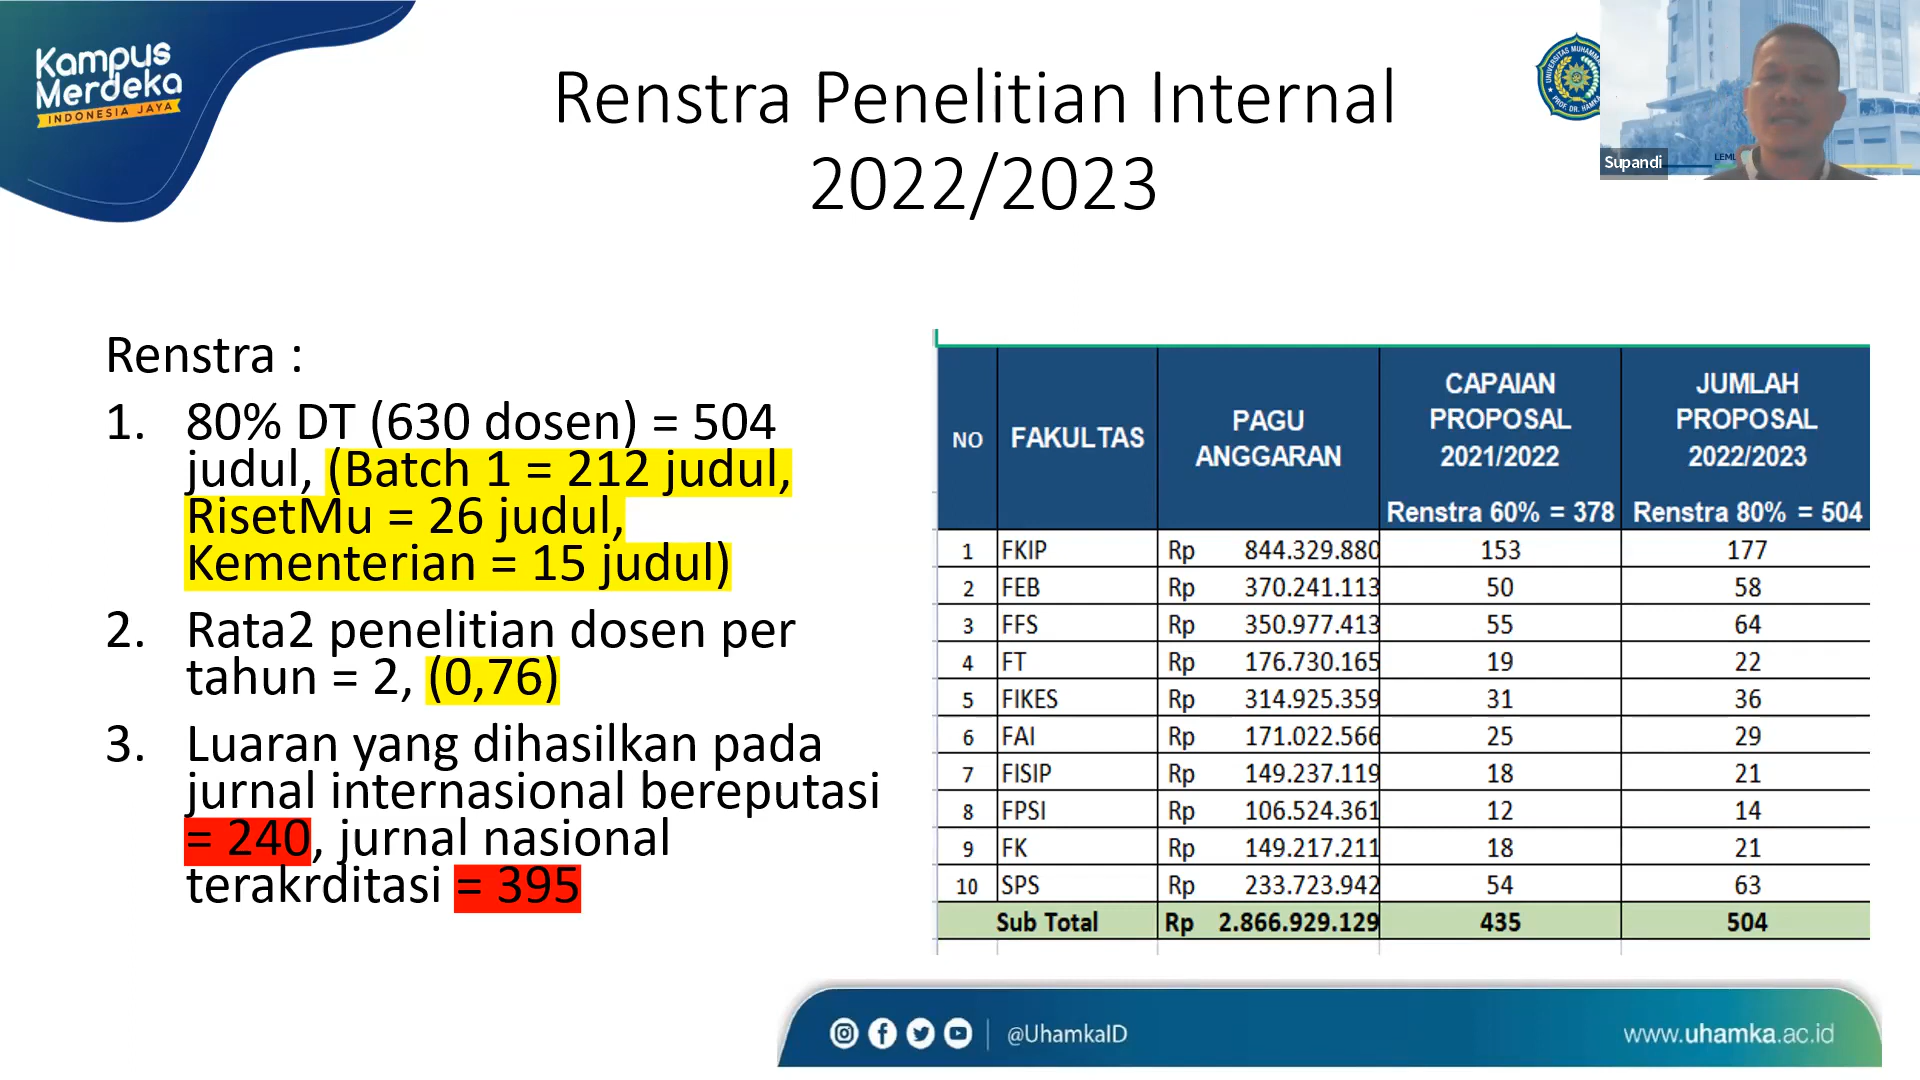 Kampus
Merdeka
INDONESIA JAYA
Renstra Penelitian Internal
2022/2023
UNIVERSITAS MUHAMM
PROF. DR. HAMKA
Supandi
Renstra :
1. 80% DT (630 dosen) = 504
judul, (Batch 1 = 212 judul,
RisetMu = 26 judul,
Kementerian = 15 judul)
2. Rata2 penelitian dosen per
tahun = 2, (0,76)
3. Luaran yang dihasilkan pada
jurnal internasional bereputasi
= 240, jurnal nasional
terakrditasi = 395
NO FAKULTAS PAGU ANGGARAN CAPAIAN PROPOSAL 2021/2022 JUMLAH PROPOSAL 2022/2023
Renstra 60% = 378 Renstra 80% = 504
1 FKIP Rp 844.329.880 153 177
2 FEB Rp 370.241.113 50 58
3 FFS Rp 350.977.413 55 64
4 FT Rp 176.730.165 19 22
5 FIKES Rp 314.925.359 31 36
6 FAI Rp 171.022.566 25 29
7 FISIP Rp 149.237.119 18 21
8 FPSI Rp 106.524.361 12 14
9 FK Rp 149.217.211 18 21
10 SPS Rp 233.723.942 54 63
Sub Total Rp 2.866.929.129 435 504
@UhamkaID
www.uhamka.ac.id